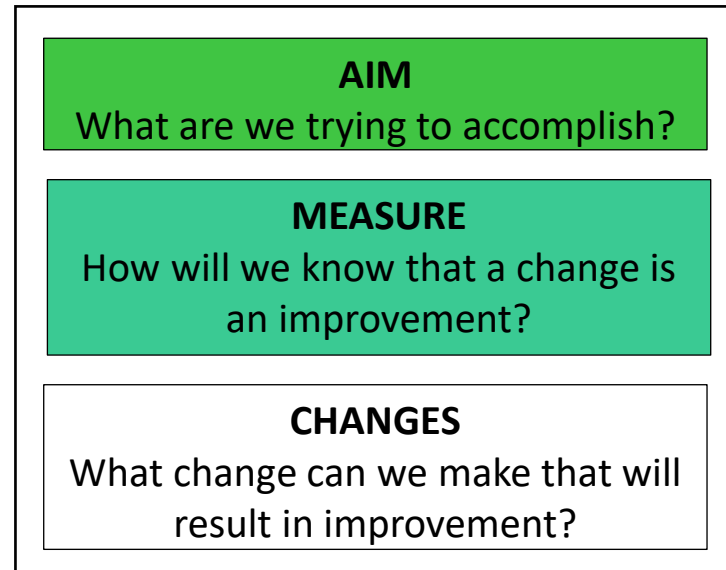 AIM
What are we trying to accomplish?
MEASURE
How will we know that a change is
an improvement?
CHANGES
What change can we make that will
result in improvement?